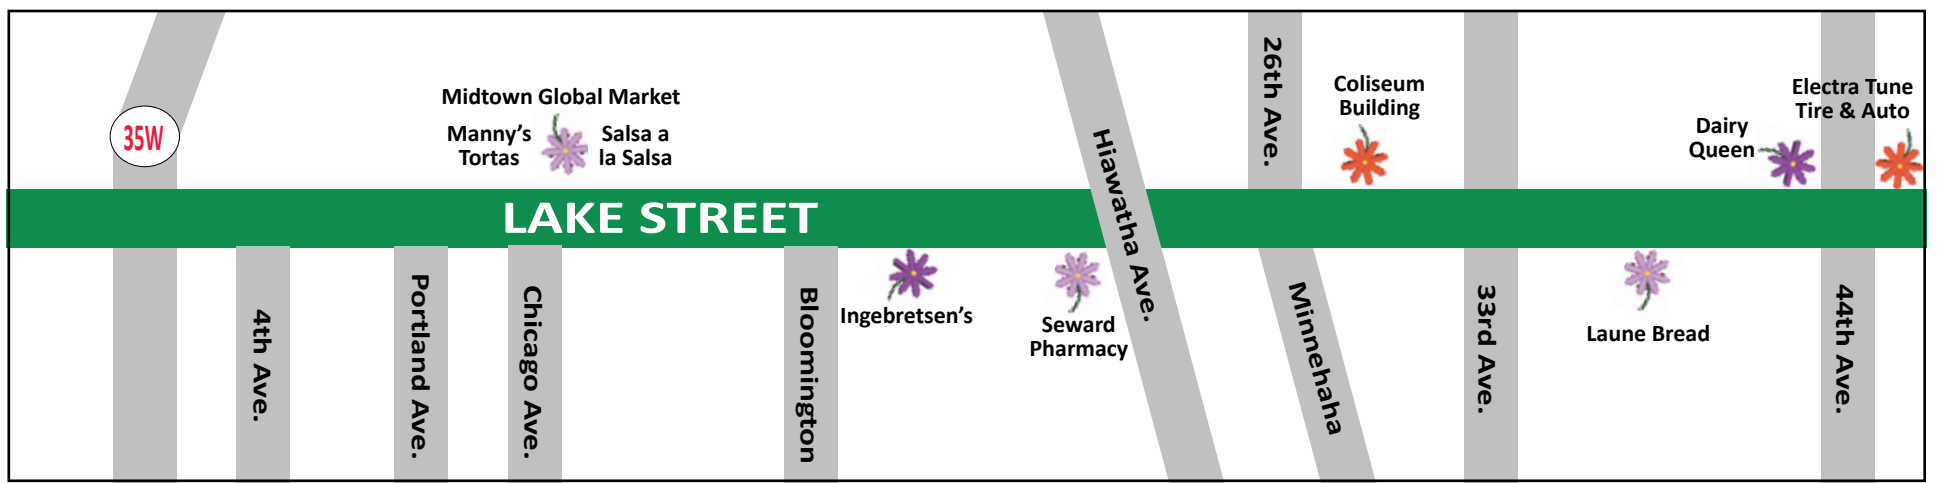 35W
Midtown Global Market
Manny's
Tortas
Salsa a
la Salsa
Hiawatha Ave.
26th Ave.
Coliseum
Building
Dairy
Queen
Electra Tune
Tire & Auto
LAKE STREET
4th Ave.
Portland Ave.
Chicago Ave.
Bloomington
Ingebretsen's
Seward
Pharmacy
Minnehaha
33rd Ave.
Laune Bread
44th Ave.